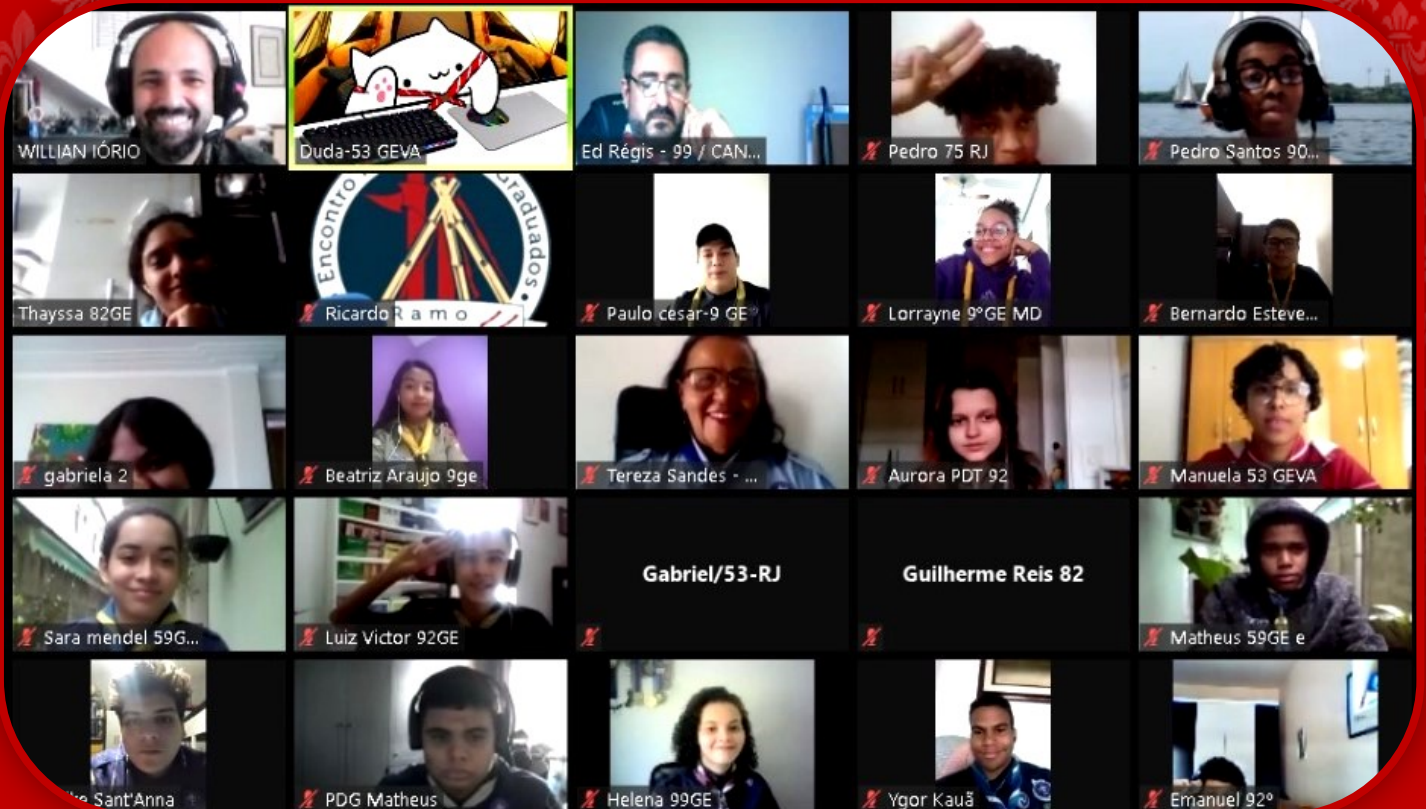 WILLIAN IÓRIO
Duda-53 GEVA
Ed Régis - 99 / CAN...
Pedro 75 RJ
Pedro Santos 90...
Thayssa 82GE
Encontro
Graduados
Ramo
Ricardo
Paulo césar-9 GE
Lorrayne 9°GE MD
Bernardo Esteve...
gabriela 2
Beatriz Araujo 9ge
Tereza Sandes - ...
Aurora PDT 92
Manuela 53 GEVA
Sara mendel 59G...
Luiz Victor 92GE
Gabriel/53-RJ
Guilherme Reis 82
Matheus 59GE e
Sant'Anna
PDG Matheus
Helena 99GE
Ygor Kauã
Emanuel 92º